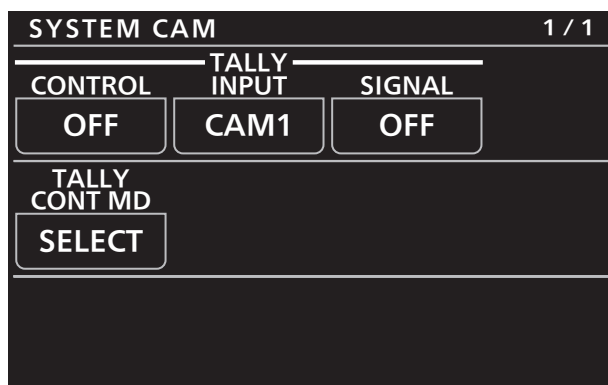 SYSTEM CAM 1/1
TALLY
CONTROL INPUT SIGNAL
OFF CAM1 OFF
TALLY
CONT MD
SELECT